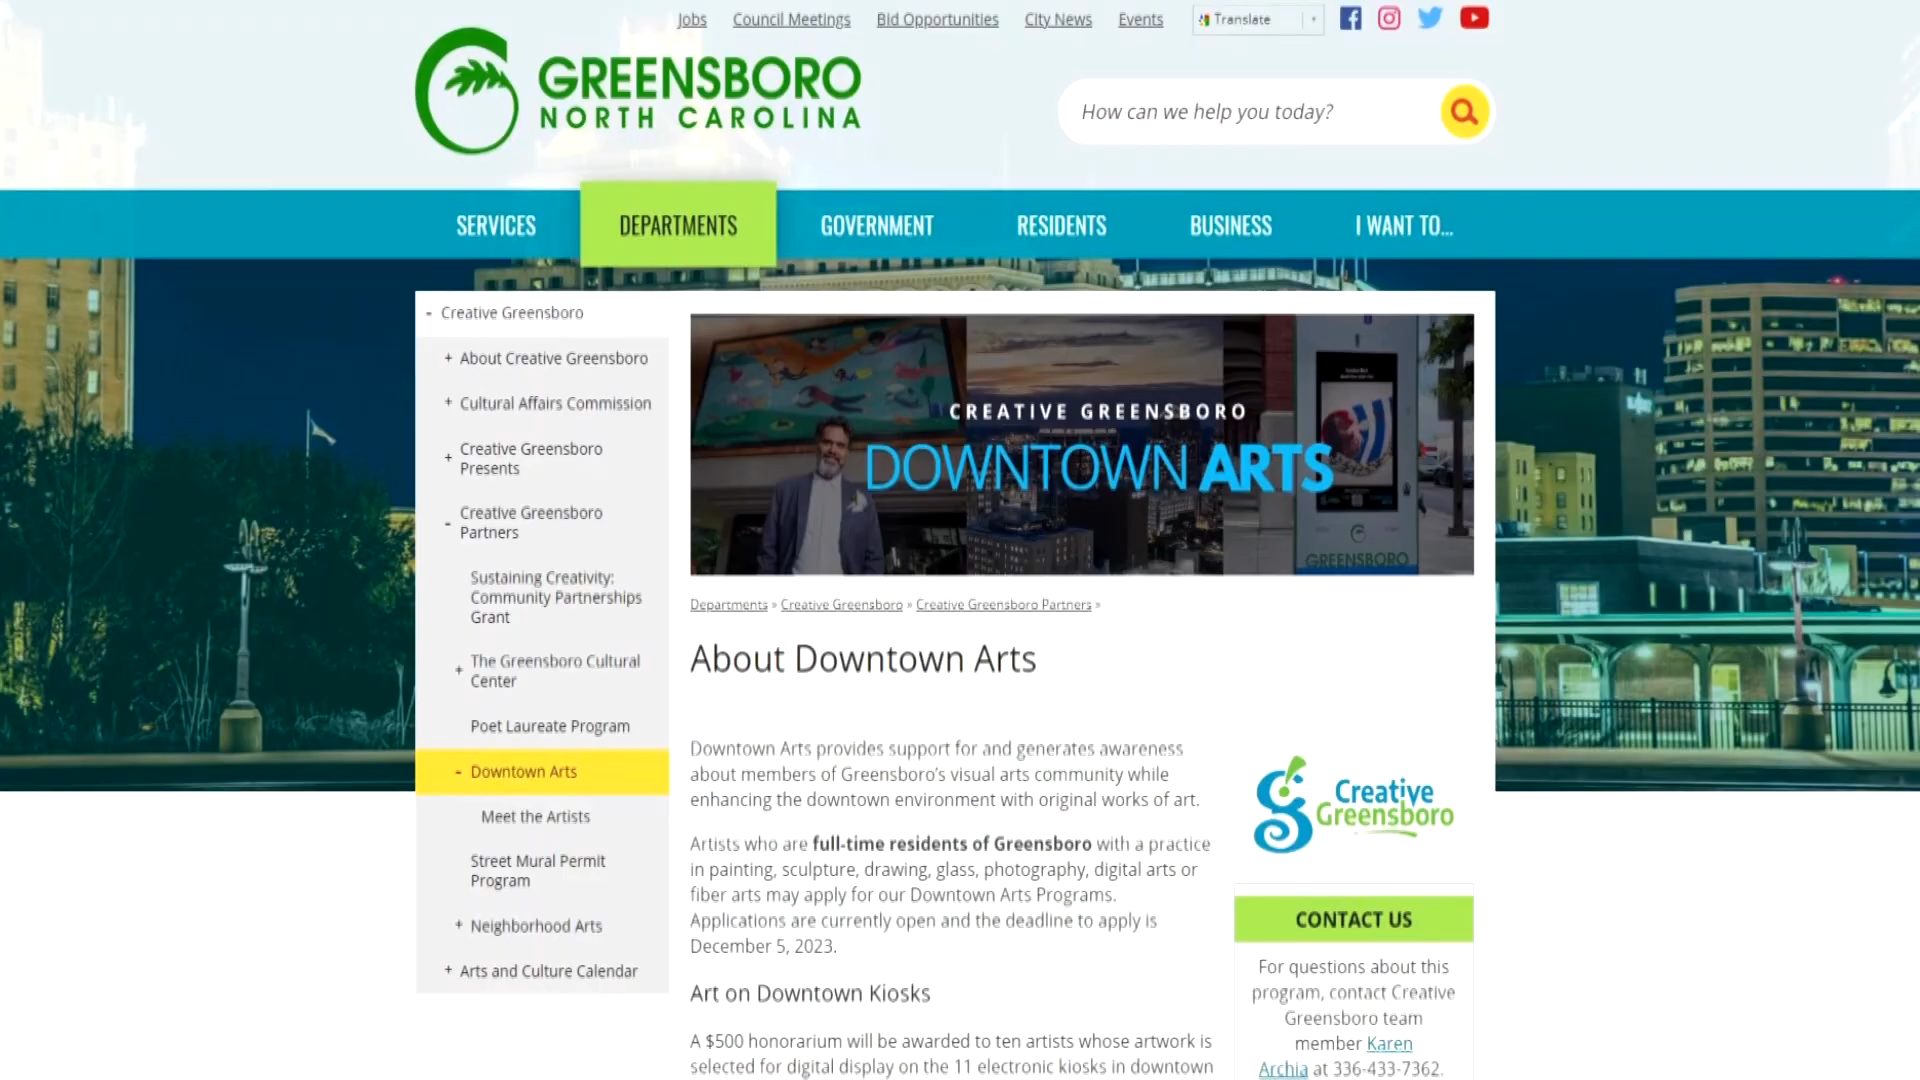 Jobs Council Meetings Bid Opportunities City News Events Translate
GREENSBORO
NORTH CAROLINA
How can we help you today?
SERVICES DEPARTMENTS GOVERNMENT RESIDENTS BUSINESS I WANT TO...
- Creative Greensboro
+ About Creative Greensboro
+ Cultural Affairs Commission
+ Creative Greensboro
Presents
- Creative Greensboro
Partners
Sustaining Creativity:
Community Partnerships
Grant
+ The Greensboro Cultural
Center
Poet Laureate Program
- Downtown Arts
Meet the Artists
Street Mural Permit
Program
+ Neighborhood Arts
+ Arts and Culture Calendar
CREATIVE GREENSBORO
DOWNTOWN ARTS
GREENSBORO
Departments » Creative Greensboro » Creative Greensboro Partners »
About Downtown Arts
Downtown Arts provides support for and generates awareness
about members of Greensboro’s visual arts community while
enhancing the downtown environment with original works of art.
Artists who are full-time residents of Greensboro with a practice
in painting, sculpture, drawing, glass, photography, digital arts or
fiber arts may apply for our Downtown Arts Programs.
Applications are currently open and the deadline to apply is
December 5, 2023.
Art on Downtown Kiosks
A $500 honorarium will be awarded to ten artists whose artwork is
selected for digital display on the 11 electronic kiosks in downtown
Creative
Greensboro
CONTACT US
For questions about this
program, contact Creative
Greensboro team
member Karen
Archia at 336-433-7362.